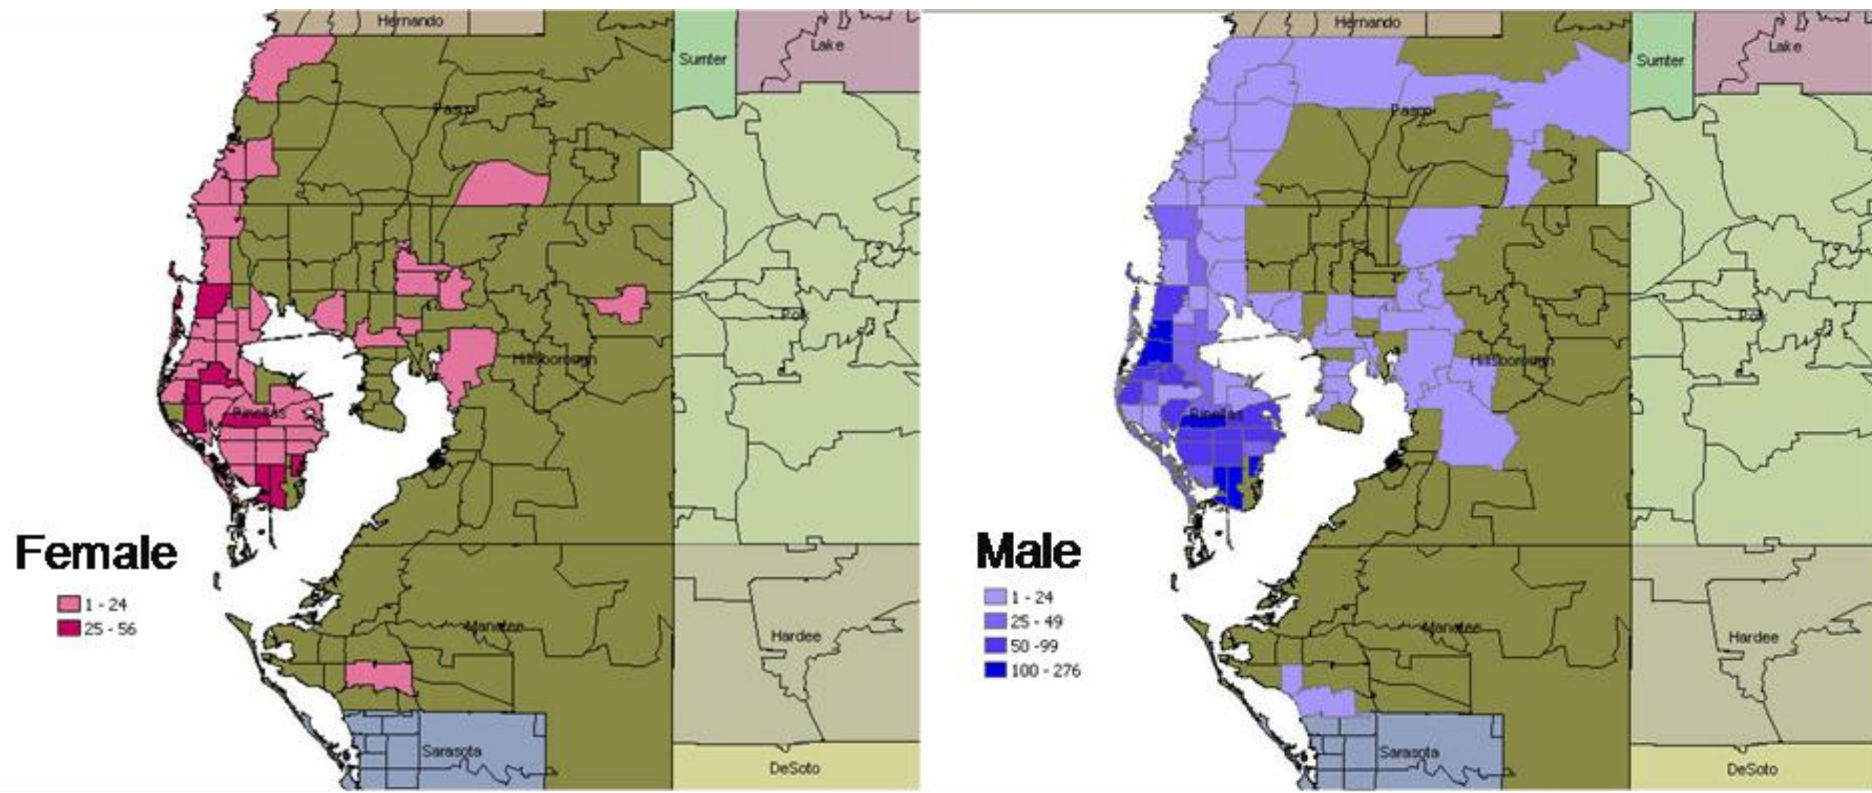 Hernando
Sumter
Lake
Pasco
Polk
Hillsborough
Pinellas
Female
1 - 24
25 - 56
Manatee
Hardee
Sarasota
DeSoto
Hernando
Sumter
Lake
Pasco
Polk
Hillsborough
Pinellas
Male
1 - 24
25 - 49
50 -99
100 - 276
Manatee
Hardee
Sarasota
DeSoto